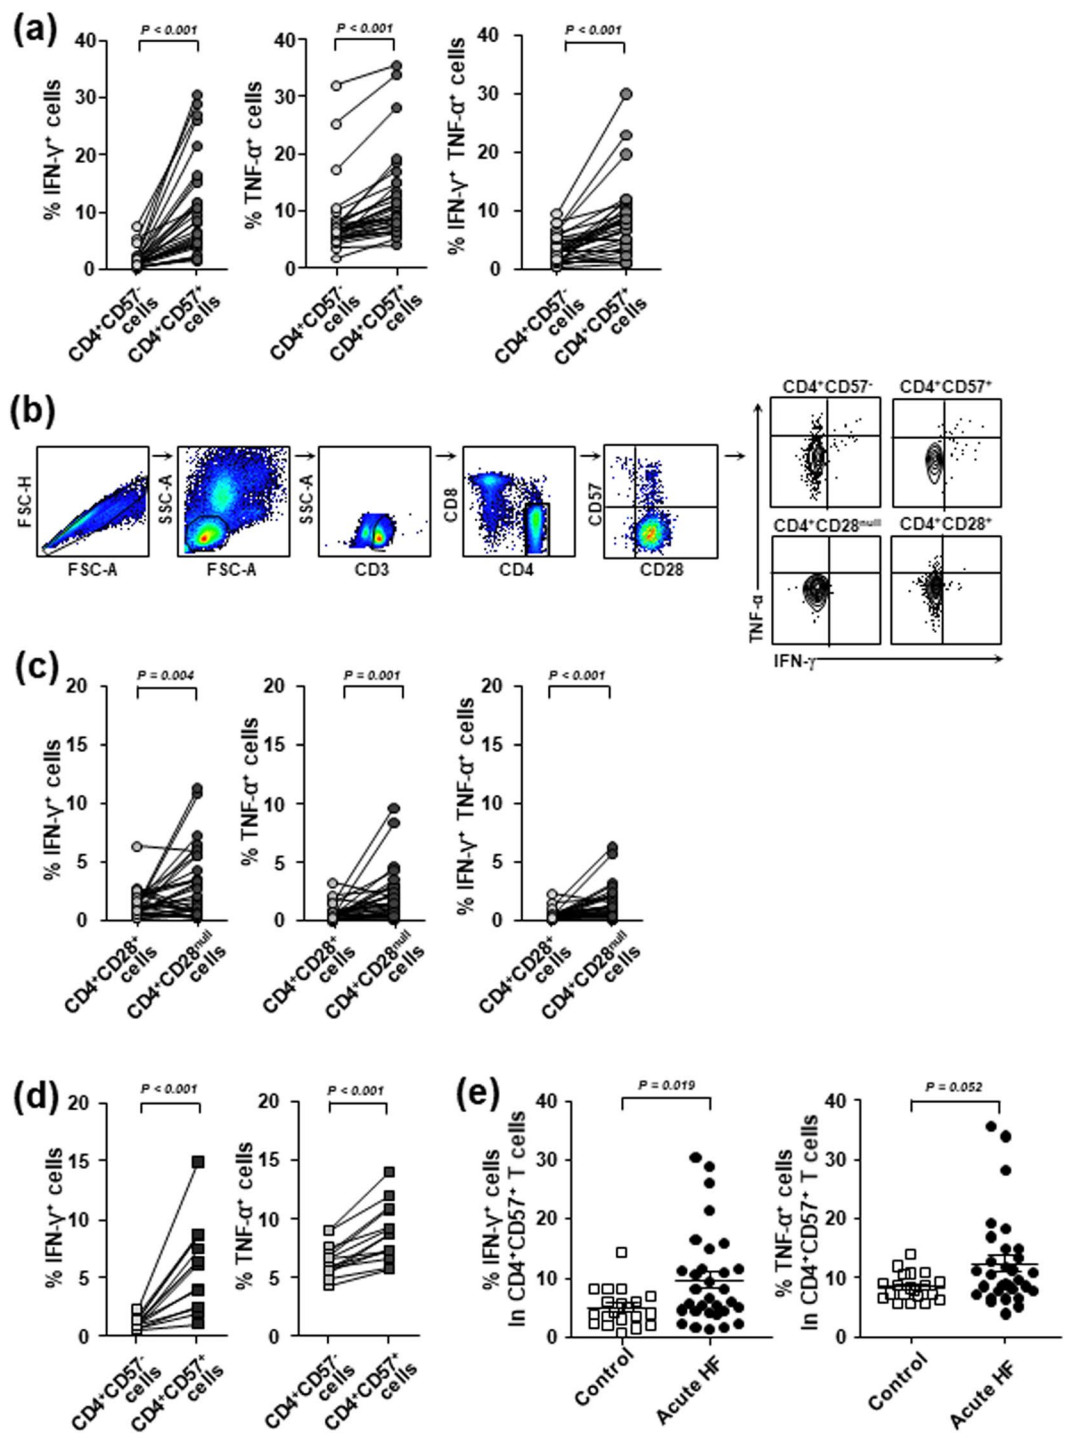 (a)
P < 0.001
P < 0.001
P < 0.001
% IFN-γ⁺ cells
40
30
20
10
0
CD4⁺CD57⁻ cells
CD4⁺CD57⁺ cells
% TNF-α⁺ cells
40
30
20
10
0
CD4⁺CD57⁻ cells
CD4⁺CD57⁺ cells
% IFN-γ⁺ TNF-α⁺ cells
40
30
20
10
0
CD4⁺CD57⁻ cells
CD4⁺CD57⁺ cells
(b)
FSC-H
FSC-A
SSC-A
FSC-A
SSC-A
CD3
CD8
CD4
CD57
CD28
CD4⁺CD57⁻
CD4⁺CD57⁺
CD4⁺CD28ⁿᵘˡˡ
CD4⁺CD28⁺
TNF-α
IFN-γ
(c)
P = 0.004
P = 0.001
P < 0.001
% IFN-γ⁺ cells
20
15
10
5
0
CD4⁺CD28⁺ cells
CD4⁺CD28ⁿᵘˡˡ cells
% TNF-α⁺ cells
20
15
10
5
0
CD4⁺CD28⁺ cells
CD4⁺CD28ⁿᵘˡˡ cells
% IFN-γ⁺ TNF-α⁺ cells
20
15
10
5
0
CD4⁺CD28⁺ cells
CD4⁺CD28ⁿᵘˡˡ cells
(d)
P < 0.001
P < 0.001
% IFN-γ⁺ cells
20
15
10
5
0
CD4⁺CD57⁻ cells
CD4⁺CD57⁺ cells
% TNF-α⁺ cells
20
15
10
5
0
CD4⁺CD57⁻ cells
CD4⁺CD57⁺ cells
(e)
P = 0.019
P = 0.052
% IFN-γ⁺ cells
In CD4⁺CD57⁺ T cells
40
30
20
10
0
Control
Acute HF
% TNF-α⁺ cells
In CD4⁺CD57⁺ T cells
40
30
20
10
0
Control
Acute HF